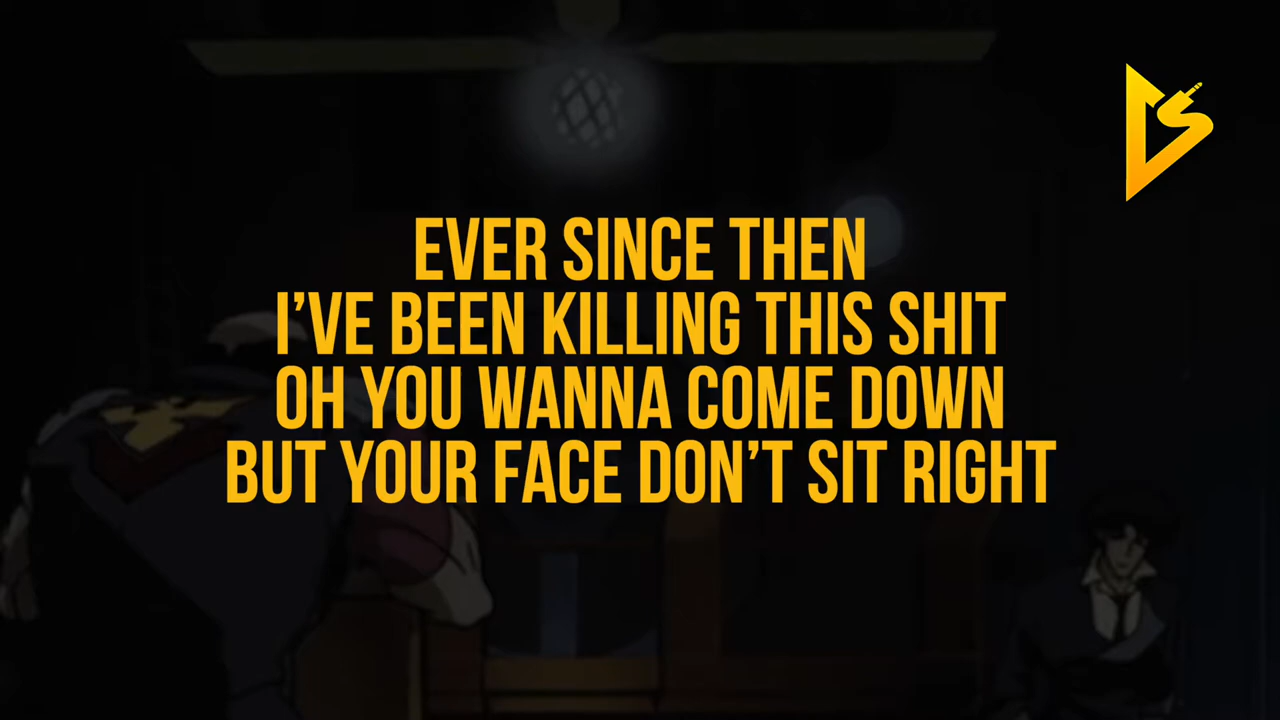 EVER SINCE THEN
I'VE BEEN KILLING THIS SHIT
OH YOU WANNA COME DOWN
BUT YOUR FACE DON'T SIT RIGHT